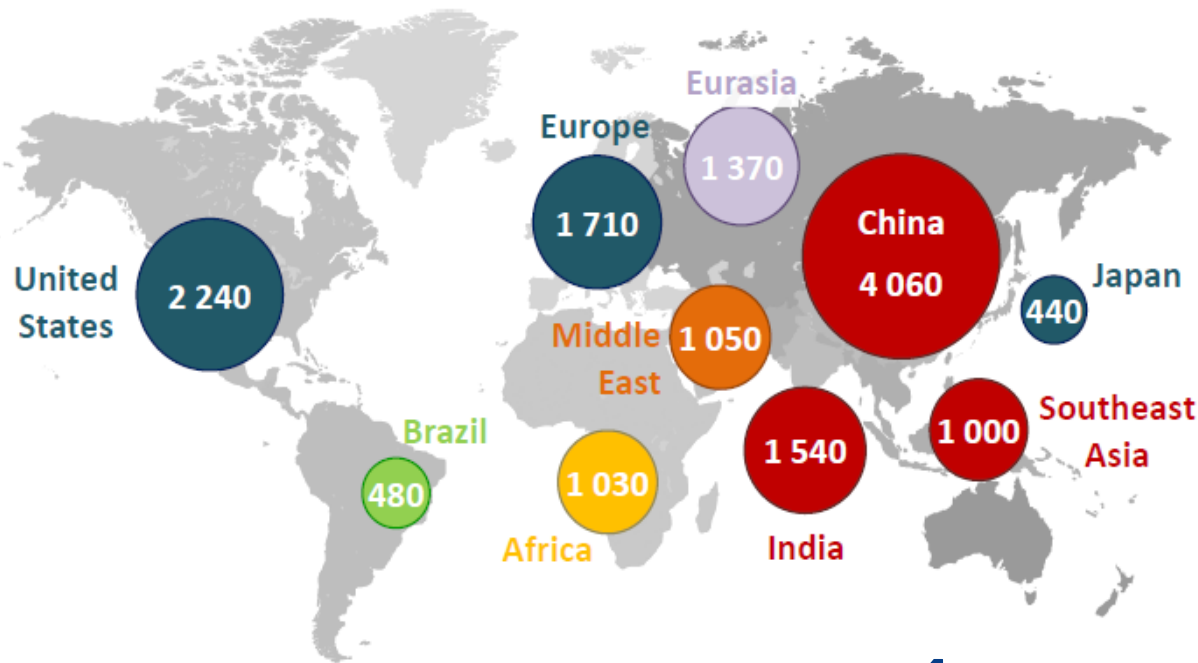 Eurasia
1 370
Europe
1 710
China
4 060
United
States
2 240
Japan
440
Middle
East
1 050
Brazil
480
Africa
1 030
India
1 540
Southeast
Asia
1 000